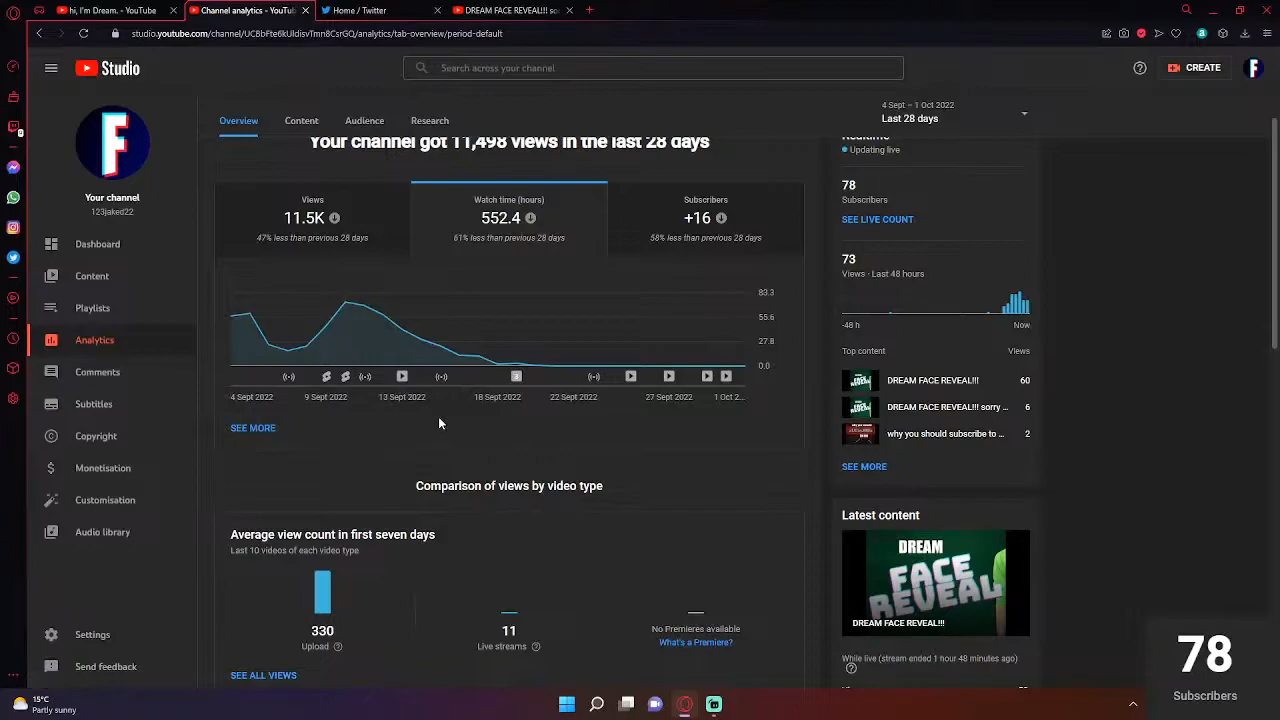 hi, I'm Dream. - YouTube
Channel analytics - YouTu
Home / Twitter
DREAM FACE REVEAL!!! so
studio.youtube.com/channel/UCBbFte6kUldisvTmn8CsrGQ/analytics/tab-overview/period-default
Studio
Search across your channel
CREATE
Your channel
123jaked22
Dashboard
Content
Playlists
Analytics
Comments
Subtitles
Copyright
Monetisation
Customisation
Audio library
Settings
Send feedback
Overview
Content
Audience
Research
4 Sept – 1 Oct 2022
Last 28 days
Your channel got 11,498 views in the last 28 days
Views
11.5K
47% less than previous 28 days
Watch time (hours)
552.4
61% less than previous 28 days
Subscribers
+16
58% less than previous 28 days
83.3
55.6
27.8
0.0
4 Sept 2022
9 Sept 2022
13 Sept 2022
18 Sept 2022
22 Sept 2022
27 Sept 2022
1 Oct 2...
SEE MORE
Comparison of views by video type
Average view count in first seven days
Last 10 videos of each video type
330
Upload
11
Live streams
No Premieres available
What's a Premiere?
SEE ALL VIEWS
Realtime
Updating live
78
Subscribers
SEE LIVE COUNT
73
Views · Last 48 hours
-48 h
Now
Top content
Views
DREAM FACE REVEAL!!!
60
DREAM FACE REVEAL!!! sorry ...
6
why you should subscribe to ...
2
SEE MORE
Latest content
DREAM
FACE
REVEAL
DREAM FACE REVEAL!!!
While live (stream ended 1 hour 48 minutes ago)
78
Subscribers
15°C
Partly sunny